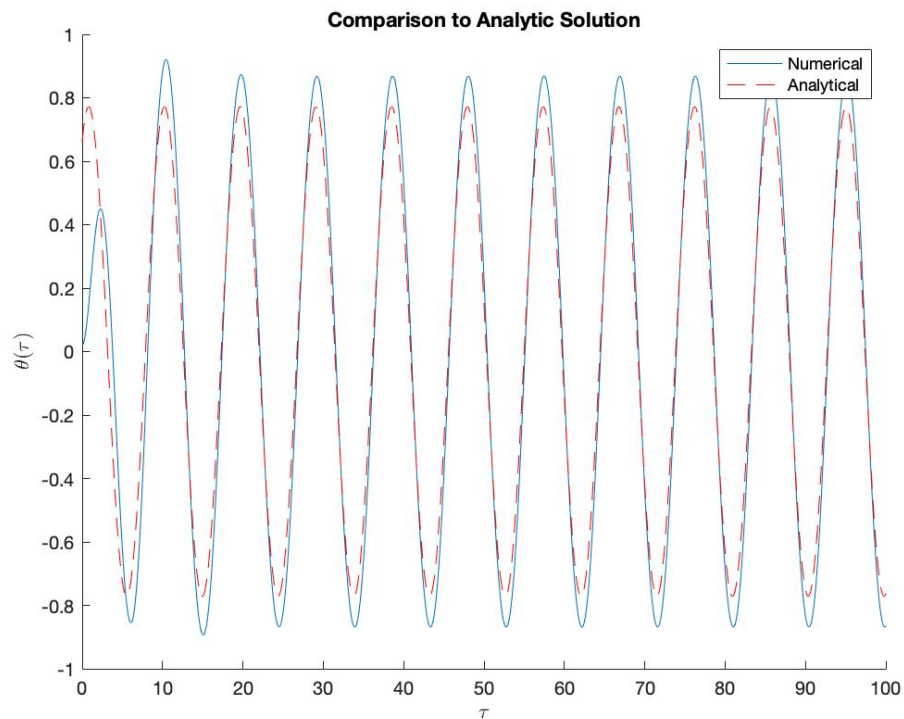 Comparison to Analytic Solution
1
0.8
0.6
0.4
0.2
0
-0.2
-0.4
-0.6
-0.8
-1
θ(τ)
Numerical
Analytical
0 10 20 30 40 50 60 70 80 90 100
τ